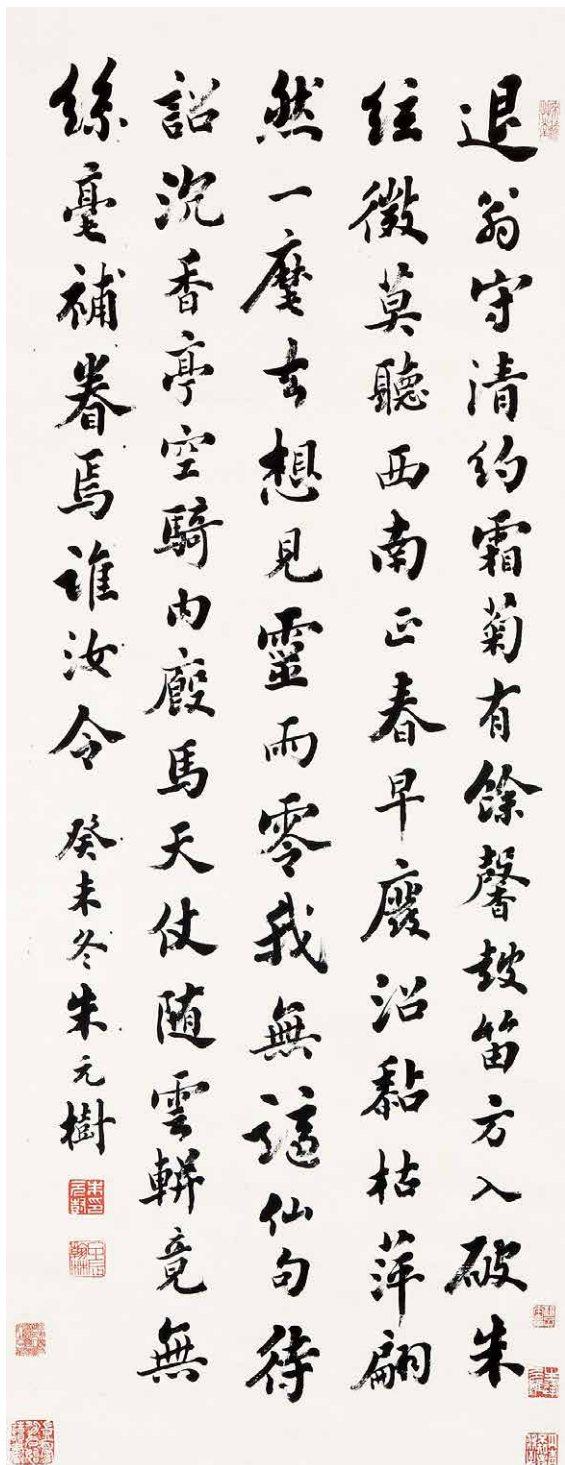 退翁守清約霜菊有餘馨鼓笛方入破朱
絃微莫聽西南正春早廢沼黏枯萍翩
然一麾去想見靈雨零我無謫仙句待
詔沉香亭空騎內廄馬天仗隨雲軿竟無
絲毫補眷焉誰汝令 癸未冬朱元樹